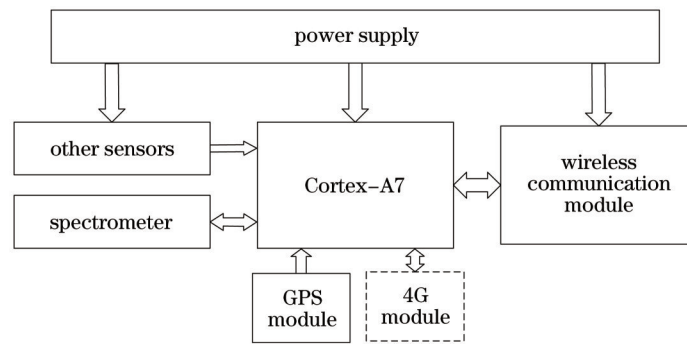 power supply
other sensors
spectrometer
Cortex–A7
wireless
communication
module
GPS
module
4G
module